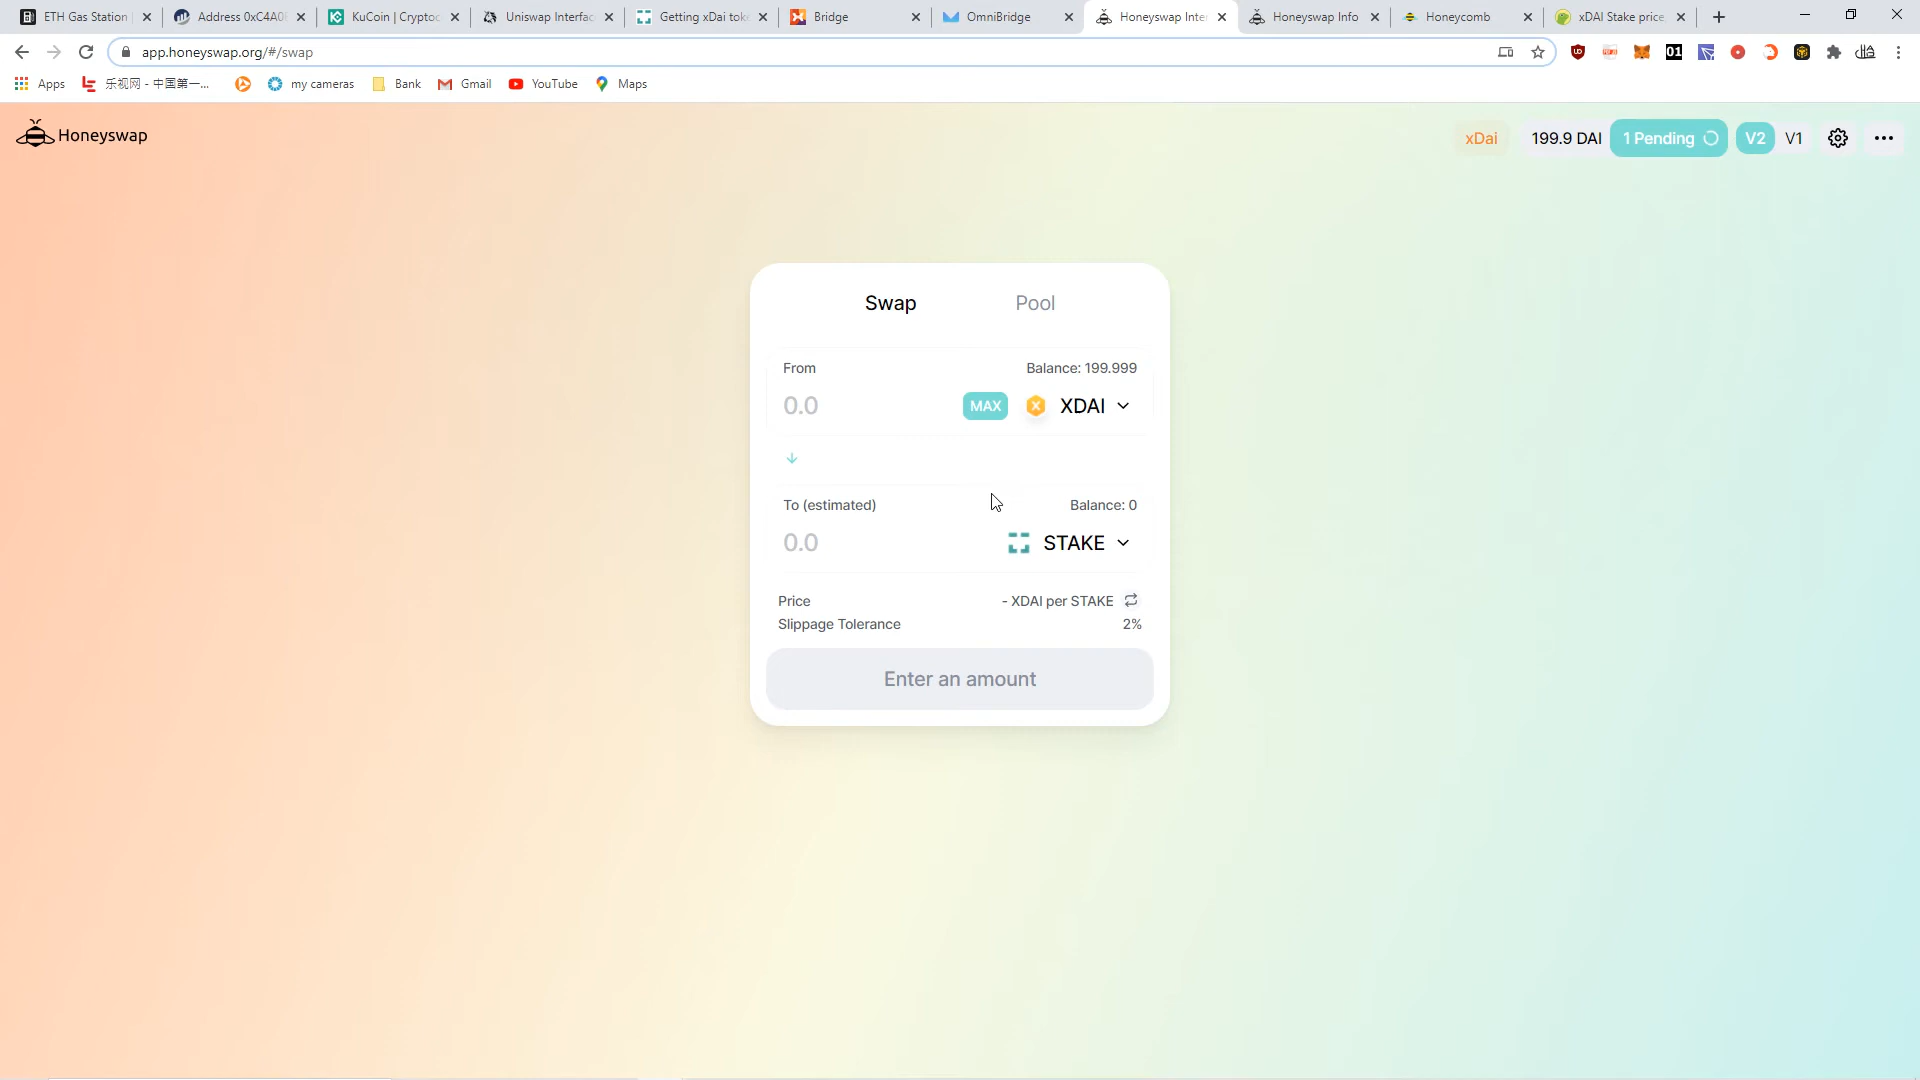 ETH Gas Station
Address 0xC4A0
KuCoin | Cryptoc
Uniswap Interfac
Getting xDai tok
Bridge
OmniBridge
Honeyswap Inter
Honeyswap Info
Honeycomb
xDAI Stake price
app.honeyswap.org/#/swap
01
Apps
乐视网 - 中国第一...
my cameras
Bank
Gmail
YouTube
Maps
Honeyswap
xDai
199.9 DAI
1 Pending
V2
V1
Swap
Pool
From
Balance: 199.999
0.0
MAX
XDAI
To (estimated)
Balance: 0
0.0
STAKE
Price
- XDAI per STAKE
Slippage Tolerance
2%
Enter an amount